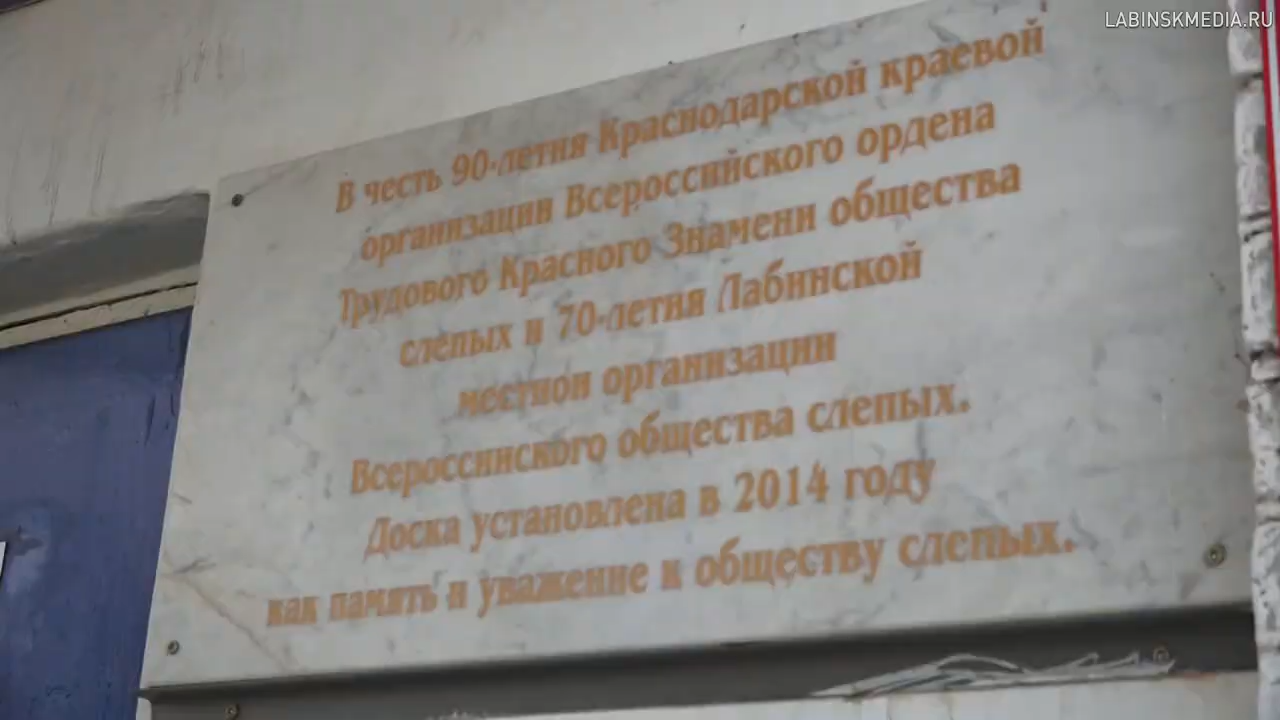 LABINSKMEDIA.RU
В честь 90-летия Краснодарской краевой
организации Всероссийского ордена
Трудового Красного Знамени общества
слепых и 70-летия Лабинской
местной организации
Всероссийского общества слепых.
Доска установлена в 2014 году
как память и уважение к обществу слепых.